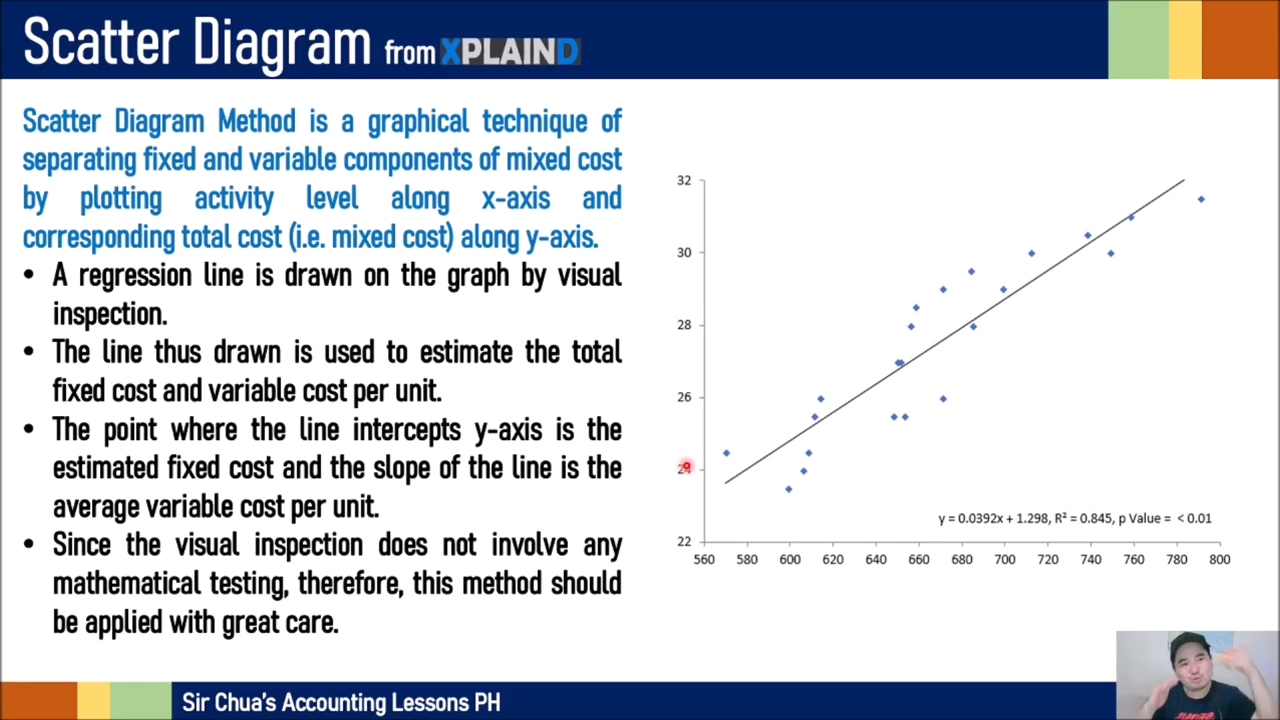 Scatter Diagram from XPLAIND
Scatter Diagram Method is a graphical technique of
separating fixed and variable components of mixed cost
by plotting activity level along x-axis and
corresponding total cost (i.e. mixed cost) along y-axis.
• A regression line is drawn on the graph by visual
inspection.
• The line thus drawn is used to estimate the total
fixed cost and variable cost per unit.
• The point where the line intercepts y-axis is the
estimated fixed cost and the slope of the line is the
average variable cost per unit.
• Since the visual inspection does not involve any
mathematical testing, therefore, this method should
be applied with great care.
32
30
28
26
24
22
y = 0.0392x + 1.298, R² = 0.845, p Value = < 0.01
560 580 600 620 640 660 680 700 720 740 760 780 800
Sir Chua's Accounting Lessons PH